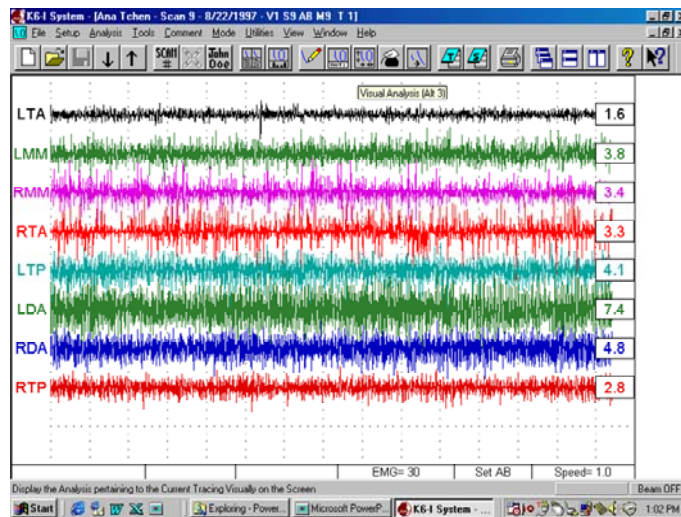 K6-I System - [Ana Tchen - Scan 9 - 8/22/1997 - V1 S9 AB M9 T 1]
File Setup Analysis Tools Comment Mode Utilities View Window Help
SCAN # John Doe
Visual Analysis (Alt 3)
LTA 1.6
LMM 3.8
RMM 3.4
RTA 3.3
LTP 4.1
LDA 7.4
RDA 4.8
RTP 2.8
EMG= 30 Set AB Speed= 1.0
Display the Analysis pertaining to the Current Tracing Visually on the Screen Beam OFF
Start Exploring - Power... Microsoft PowerP... K6-I System - ... 1:02 PM